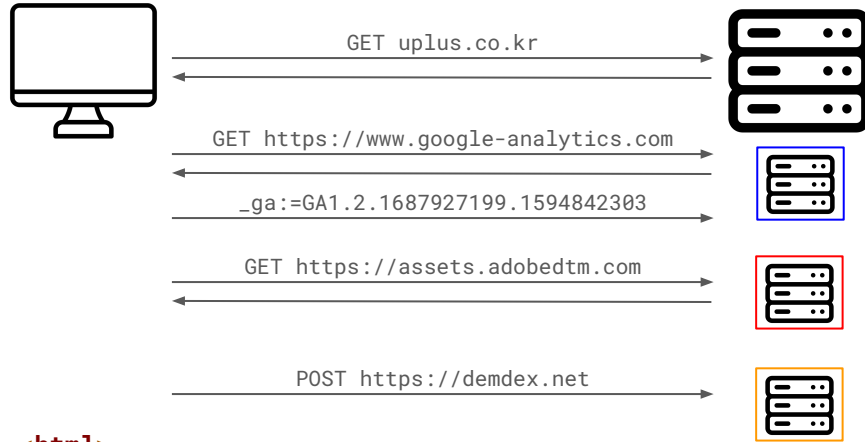 GET uplus.co.kr
GET https://www.google-analytics.com
_ga:=GA1.2.1687927199.1594842303
GET https://assets.adobedtm.com
POST https://demdex.net
<html>